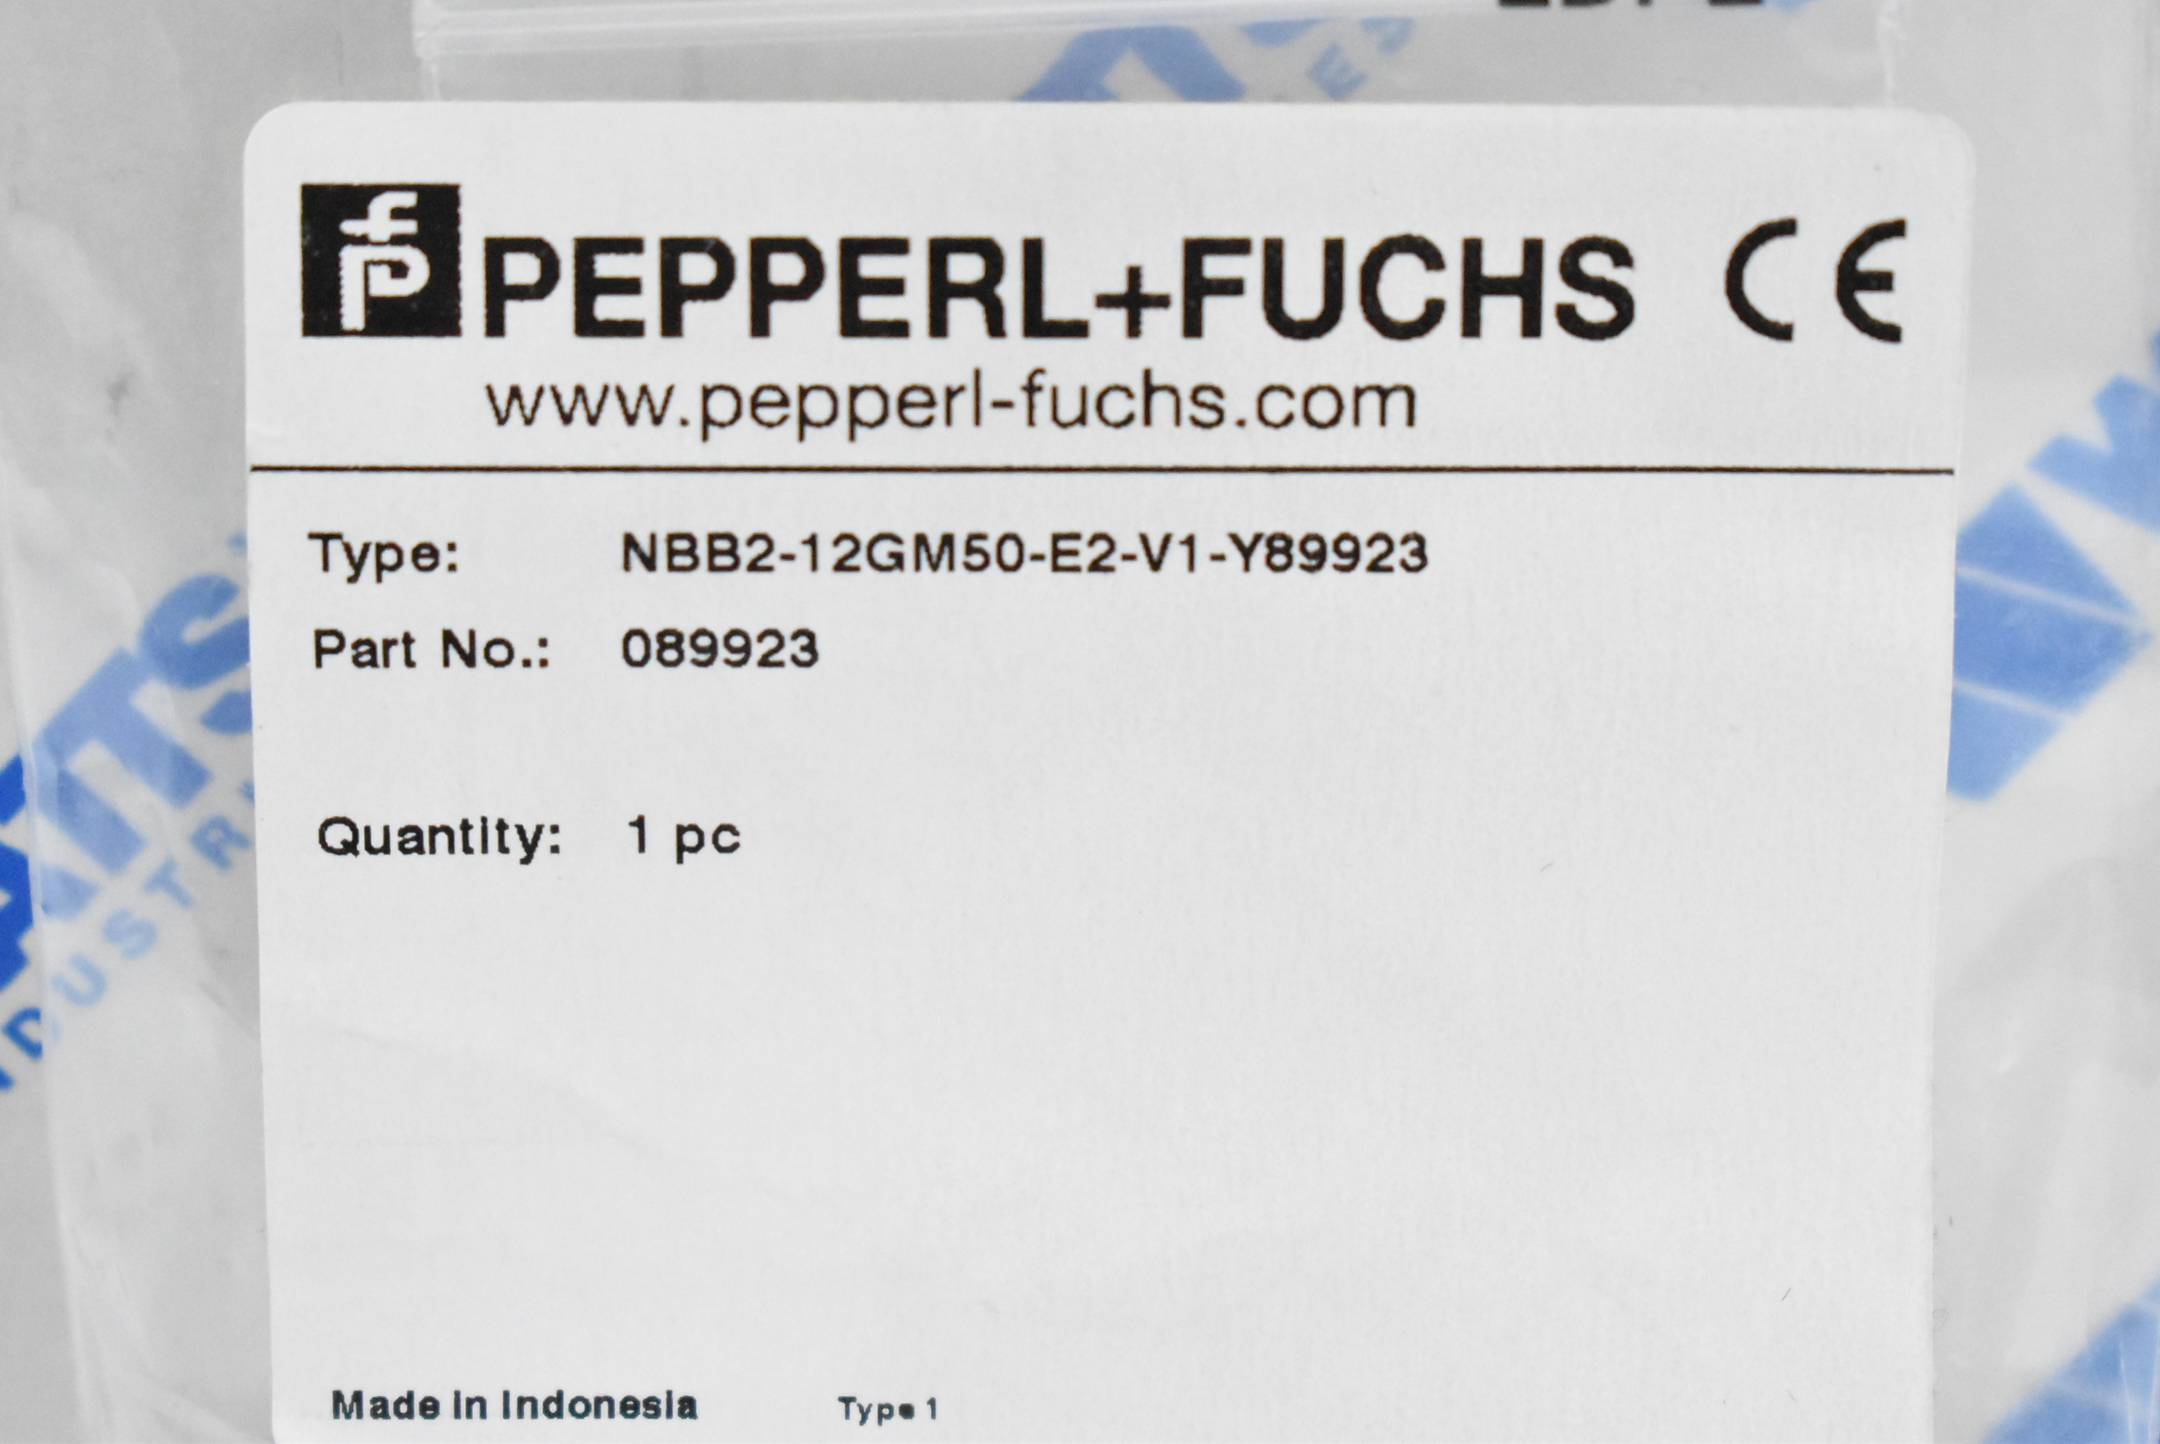 fp PEPPERL+FUCHS CE
www.pepperl-fuchs.com
Type: NBB2-12GM50-E2-V1-Y89923
Part No.: 089923
Quantity: 1 pc
Made in Indonesia Type 1